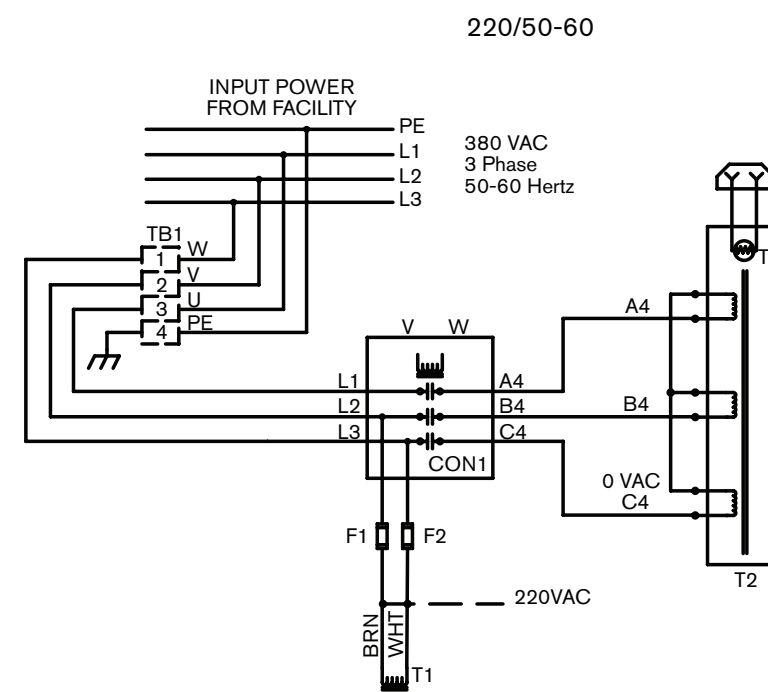 220/50-60
INPUT POWER
FROM FACILITY
PE
L1
L2
L3
380 VAC
3 Phase
50-60 Hertz
TB1
1 W
2 V
3 U
4 PE
V W
L1 A4
L2 B4
L3 C4
CON1
A4
B4
0 VAC
C4
T
T2
F1 F2
220VAC
BRN
WHT
T1